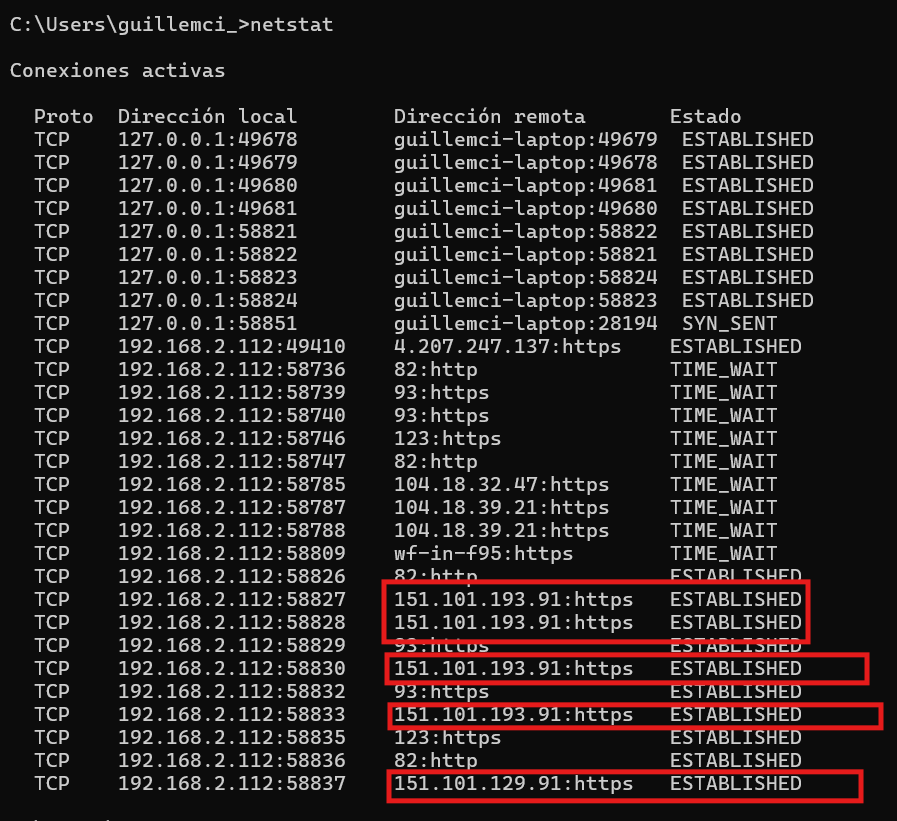 C:\Users\guillemci_>netstat
Conexiones activas
Proto Dirección local Dirección remota Estado
TCP 127.0.0.1:49678 guillemci-laptop:49679 ESTABLISHED
TCP 127.0.0.1:49679 guillemci-laptop:49678 ESTABLISHED
TCP 127.0.0.1:49680 guillemci-laptop:49681 ESTABLISHED
TCP 127.0.0.1:49681 guillemci-laptop:49680 ESTABLISHED
TCP 127.0.0.1:58821 guillemci-laptop:58822 ESTABLISHED
TCP 127.0.0.1:58822 guillemci-laptop:58821 ESTABLISHED
TCP 127.0.0.1:58823 guillemci-laptop:58824 ESTABLISHED
TCP 127.0.0.1:58824 guillemci-laptop:58823 ESTABLISHED
TCP 127.0.0.1:58851 guillemci-laptop:28194 SYN_SENT
TCP 192.168.2.112:49410 4.207.247.137:https ESTABLISHED
TCP 192.168.2.112:58736 82:http TIME_WAIT
TCP 192.168.2.112:58739 93:https TIME_WAIT
TCP 192.168.2.112:58740 93:https TIME_WAIT
TCP 192.168.2.112:58746 123:https TIME_WAIT
TCP 192.168.2.112:58747 82:http TIME_WAIT
TCP 192.168.2.112:58785 104.18.32.47:https TIME_WAIT
TCP 192.168.2.112:58787 104.18.39.21:https TIME_WAIT
TCP 192.168.2.112:58788 104.18.39.21:https TIME_WAIT
TCP 192.168.2.112:58809 wf-in-f95:https TIME_WAIT
TCP 192.168.2.112:58826 82:http ESTABLISHED
TCP 192.168.2.112:58827 151.101.193.91:https ESTABLISHED
TCP 192.168.2.112:58828 151.101.193.91:https ESTABLISHED
TCP 192.168.2.112:58829 93:https ESTABLISHED
TCP 192.168.2.112:58830 151.101.193.91:https ESTABLISHED
TCP 192.168.2.112:58832 93:https ESTABLISHED
TCP 192.168.2.112:58833 151.101.193.91:https ESTABLISHED
TCP 192.168.2.112:58835 123:https ESTABLISHED
TCP 192.168.2.112:58836 82:http ESTABLISHED
TCP 192.168.2.112:58837 151.101.129.91:https ESTABLISHED